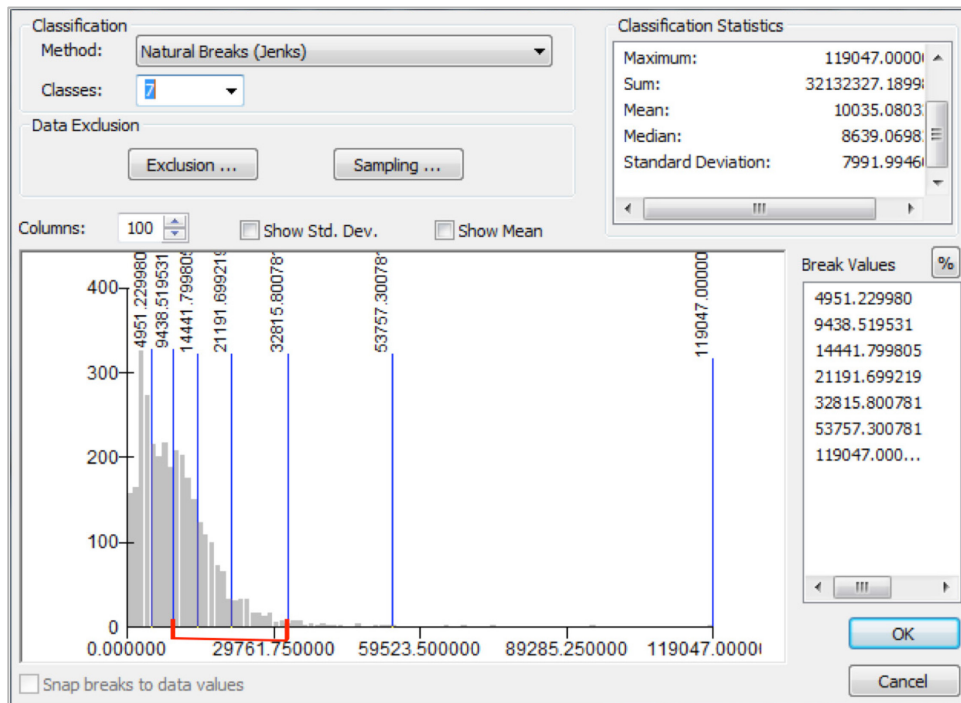 Classification
Method: Natural Breaks (Jenks)
Classes: 7
Data Exclusion
Exclusion ... Sampling ...
Classification Statistics
Maximum: 119047.0000
Sum: 32132327.1899
Mean: 10035.0803
Median: 8639.0698
Standard Deviation: 7991.9946
Columns: 100 Show Std. Dev. Show Mean
400
300
200
100
0
4951.229980
9438.519531
14441.799805
21191.699219
32815.800781
53757.300781
119047.00000
0.000000 29761.750000 59523.500000 89285.250000 119047.0000
Snap breaks to data values
Break Values %
4951.229980
9438.519531
14441.799805
21191.699219
32815.800781
53757.300781
119047.000...
OK
Cancel